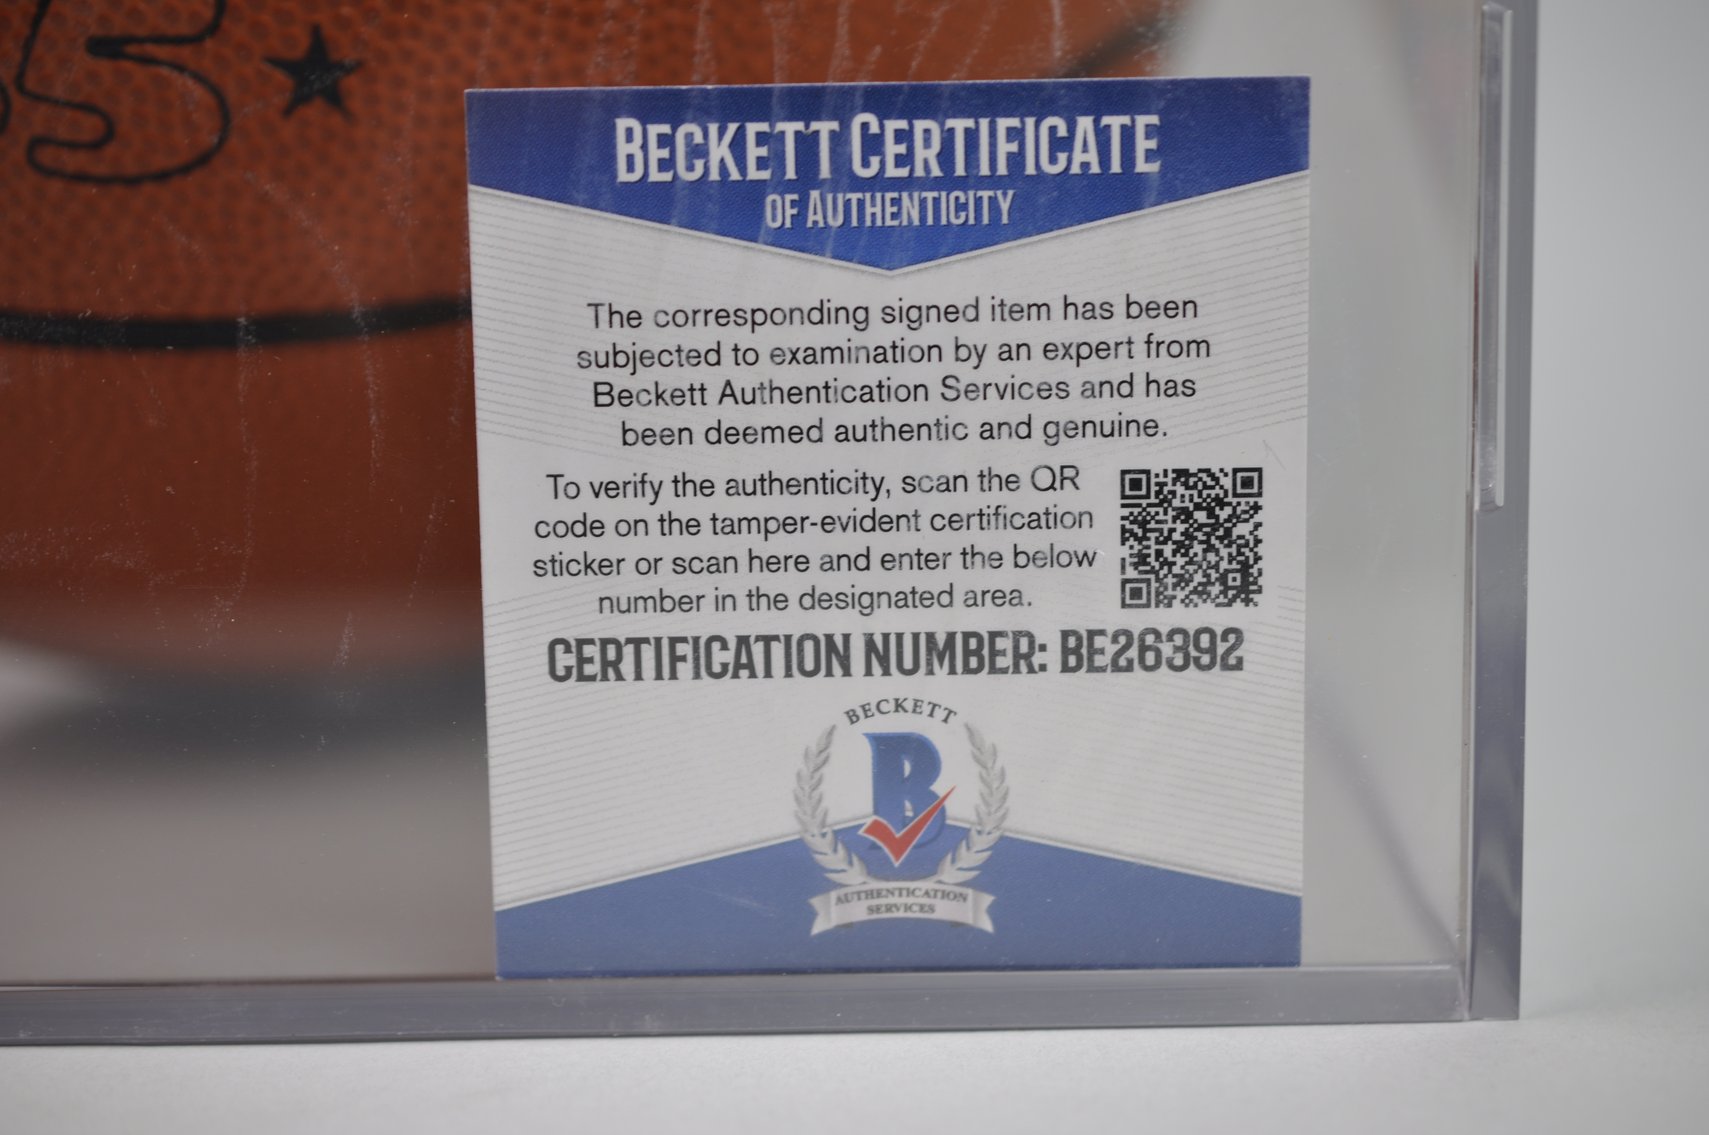 S ★
BECKETT CERTIFICATE
OF AUTHENTICITY
The corresponding signed item has been
subjected to examination by an expert from
Beckett Authentication Services and has
been deemed authentic and genuine.
To verify the authenticity, scan the QR
code on the tamper-evident certification
sticker or scan here and enter the below
number in the designated area.
CERTIFICATION NUMBER: BE26392
BECKETT
B
AUTHENTICATION
SERVICES